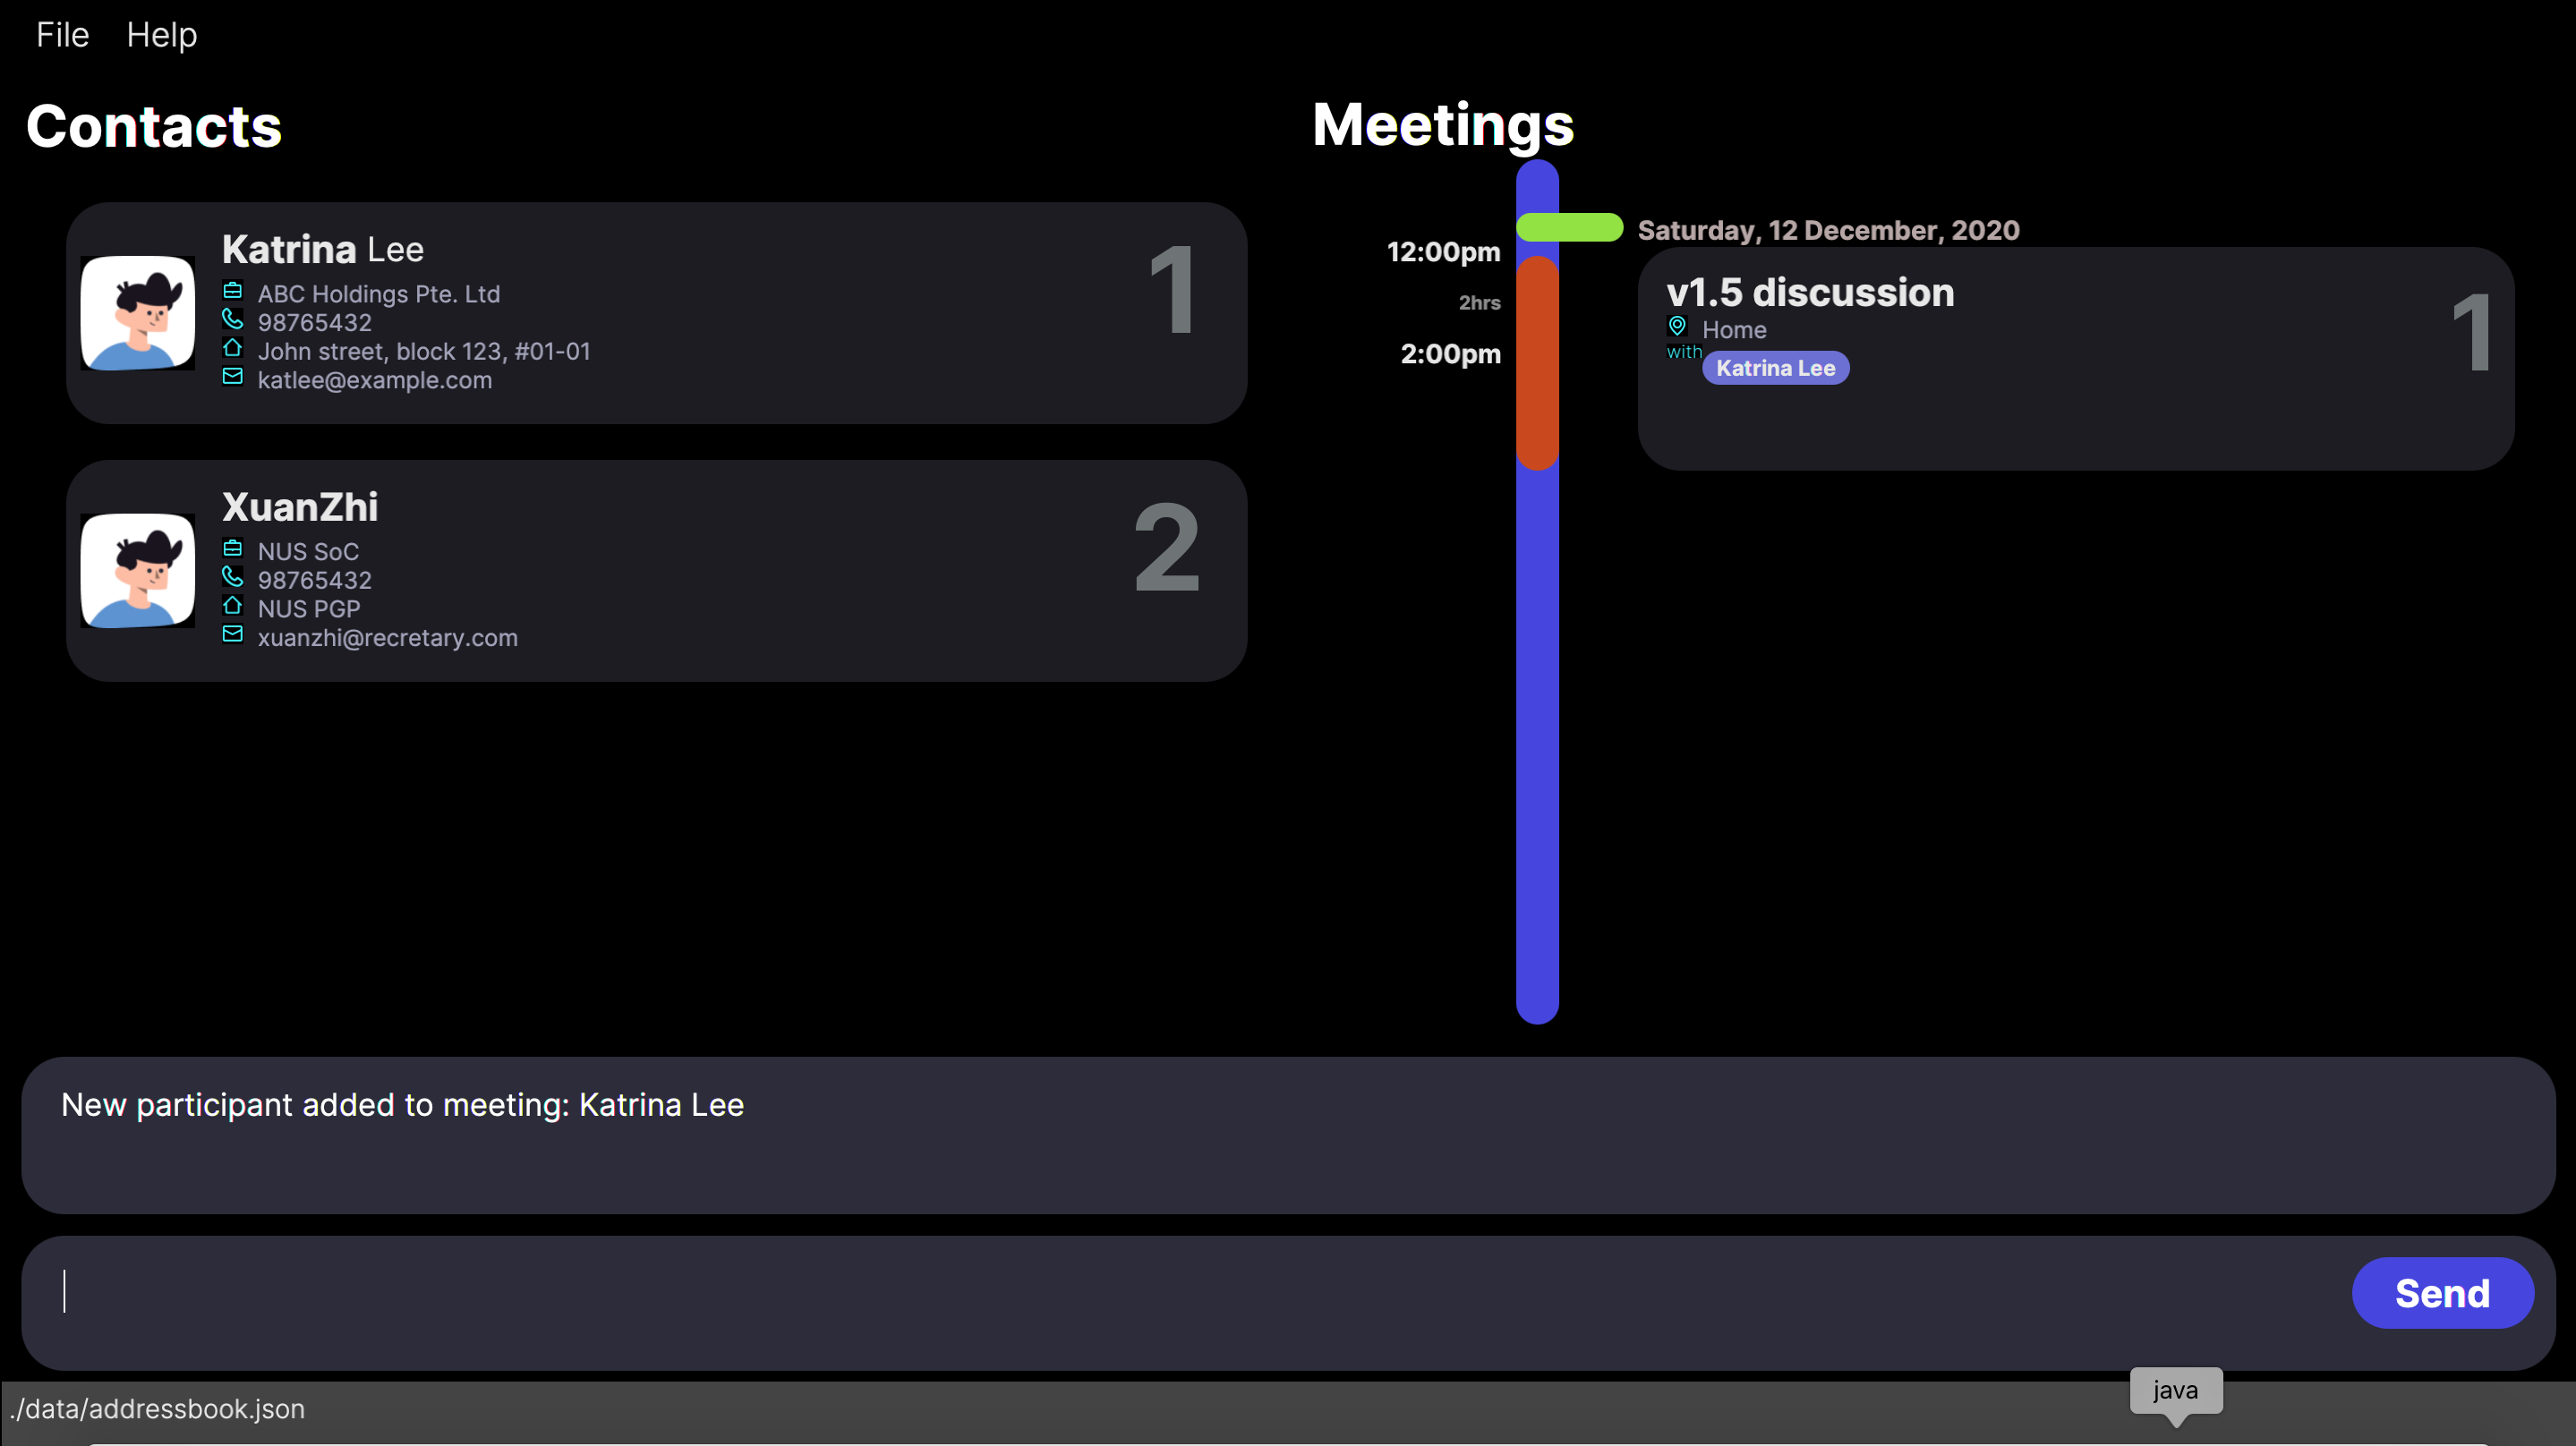 File Help
Contacts
Katrina Lee
1
ABC Holdings Pte. Ltd
98765432
John street, block 123, #01-01
katlee@example.com
XuanZhi
2
NUS SoC
98765432
NUS PGP
xuanzhi@recretary.com
Meetings
Saturday, 12 December, 2020
12:00pm
2hrs
2:00pm
v1.5 discussion
1
Home
with
Katrina Lee
New participant added to meeting: Katrina Lee
Send
java
./data/addressbook.json